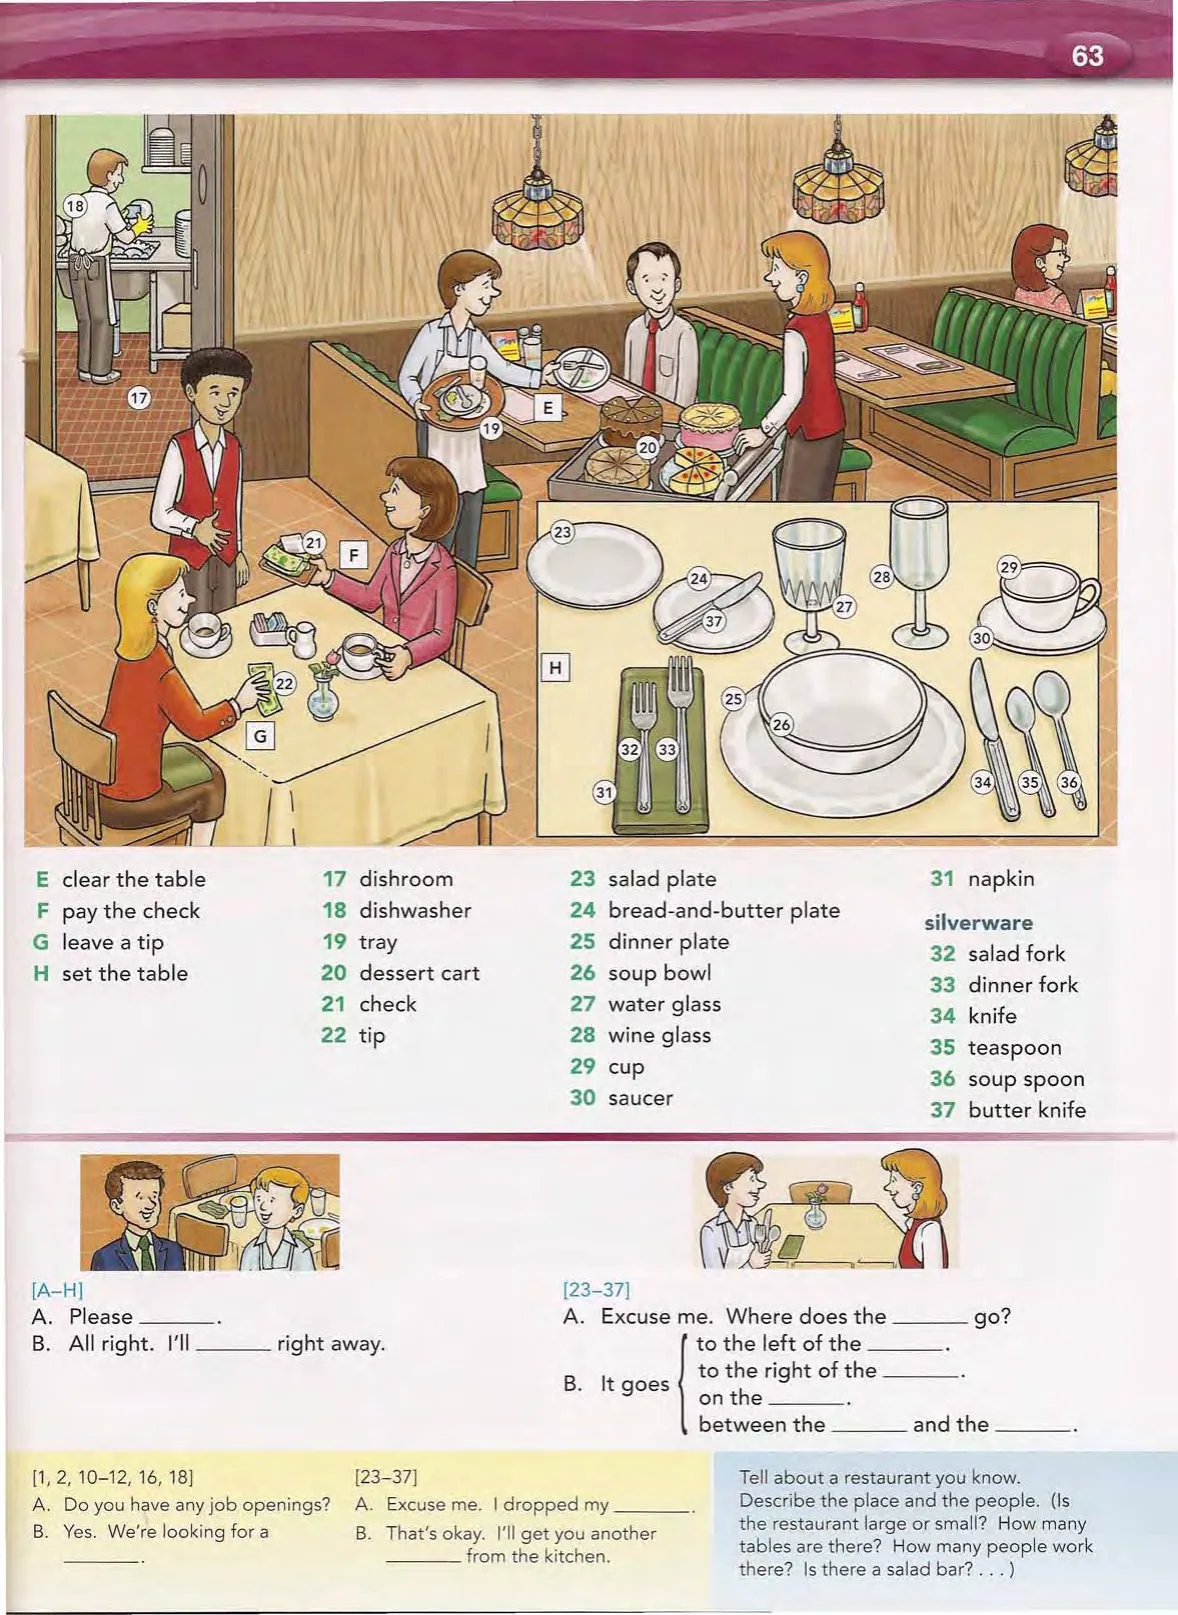 63
18
17
19
E
20
21
F
22
G
23
24
37
27
28
29
30
H
25
26
32
33
31
34
35
36
E clear the table
F pay the check
G leave a tip
H set the table
17 dishroom
18 dishwasher
19 tray
20 dessert cart
21 check
22 tip
23 salad plate
24 bread-and-butter plate
25 dinner plate
26 soup bowl
27 water glass
28 wine glass
29 cup
30 saucer
31 napkin
silverware
32 salad fork
33 dinner fork
34 knife
35 teaspoon
36 soup spoon
37 butter knife
[A–H]
A. Please ______ .
B. All right. I'll ______ right away.
[23–37]
A. Excuse me. Where does the ______ go?
B. It goes
to the left of the ______ .
to the right of the ______ .
on the ______ .
between the ______ and the ______ .
[1, 2, 10–12, 16, 18]
A. Do you have any job openings?
B. Yes. We're looking for a
______ .
[23–37]
A. Excuse me. I dropped my ______ .
B. That's okay. I'll get you another
______ from the kitchen.
Tell about a restaurant you know.
Describe the place and the people. (Is
the restaurant large or small? How many
tables are there? How many people work
there? Is there a salad bar? . . . )